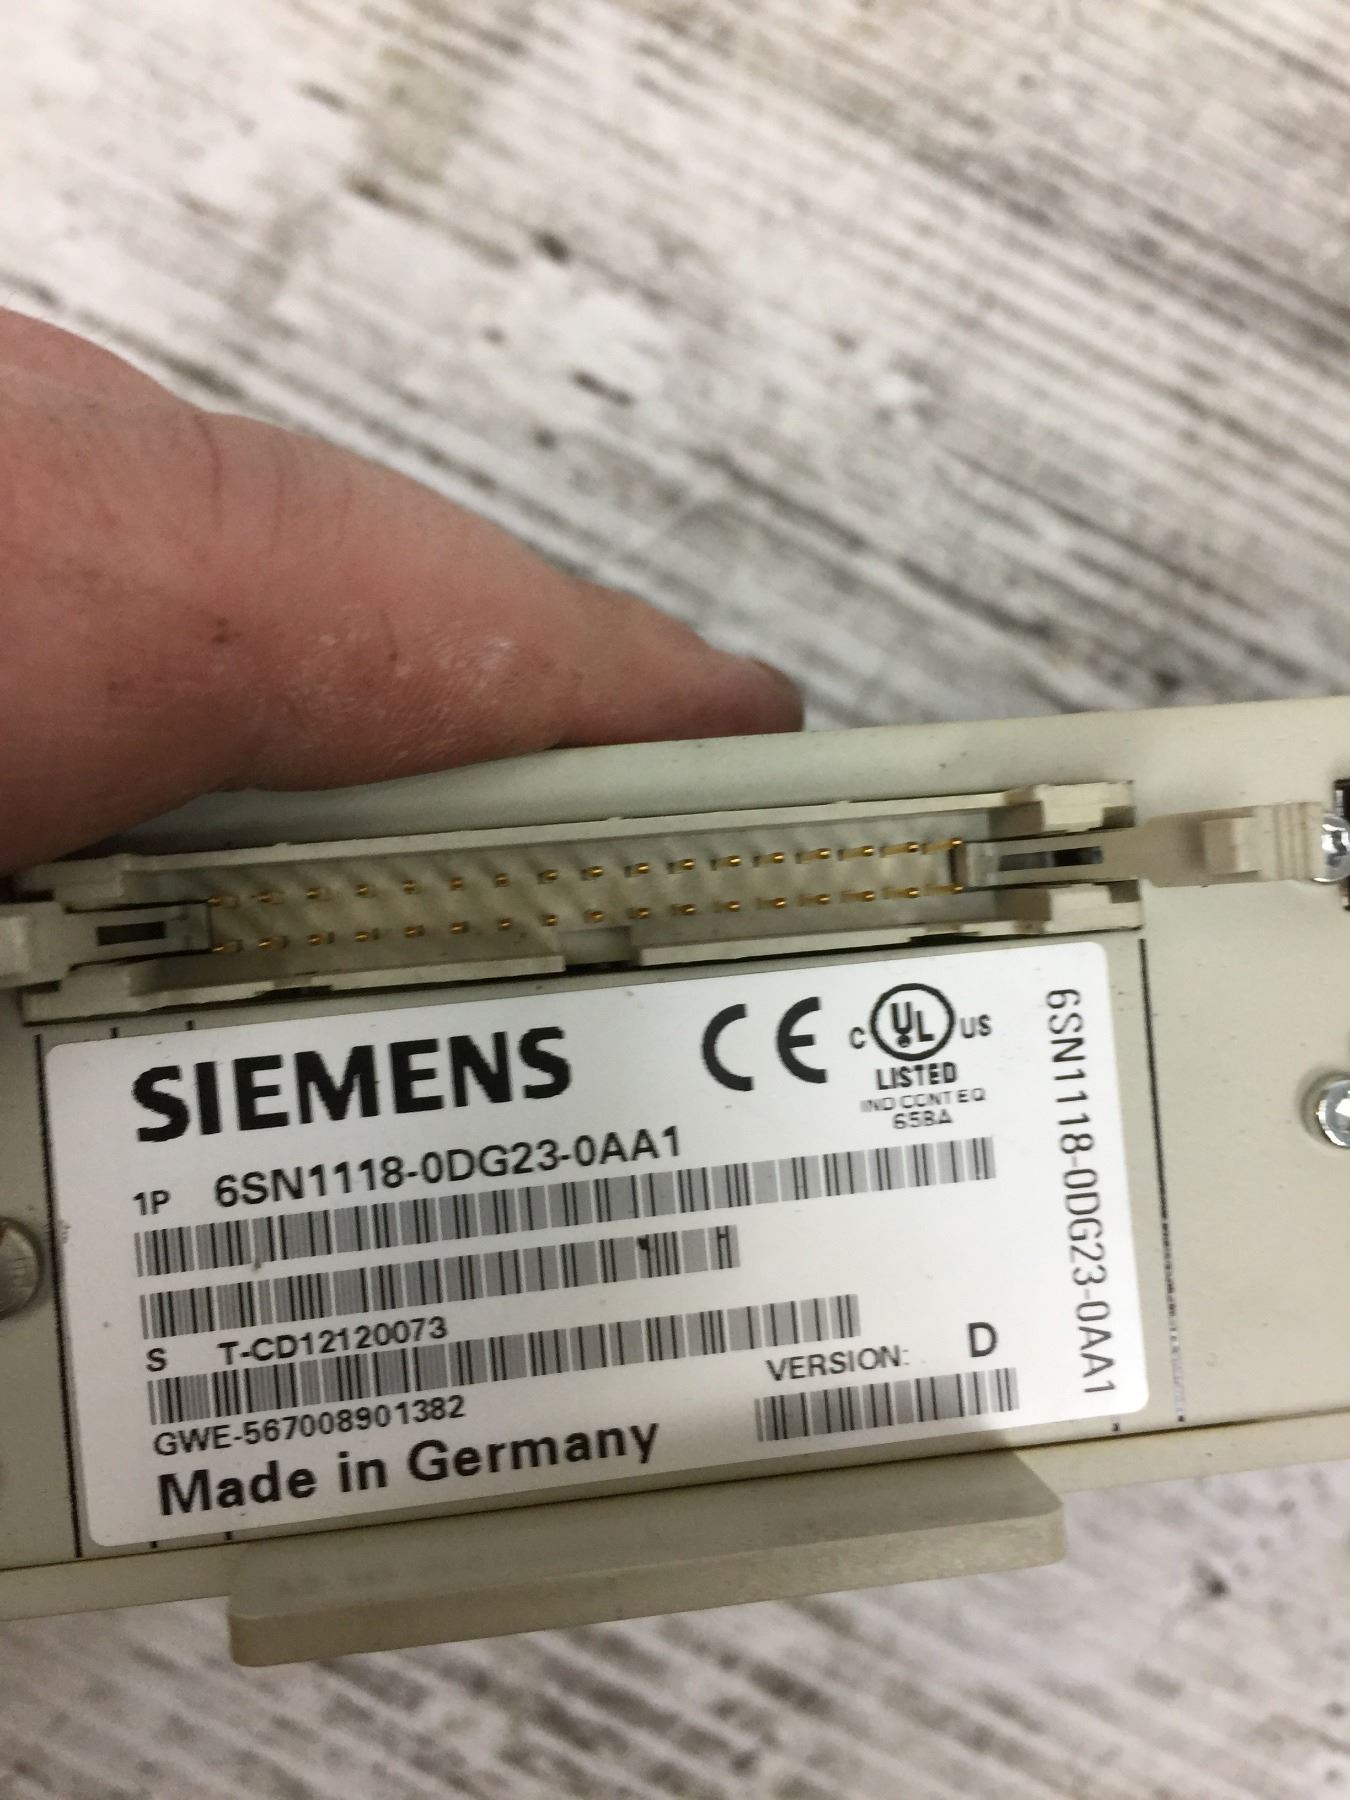 SIEMENS
CE
C UL US
LISTED
IND CONT EQ
65BA
1P 6SN1118-0DG23-0AA1
S T-CD12120073
VERSION: D
GWE-567008901382
Made in Germany
6SN1118-0DG23-0AA1